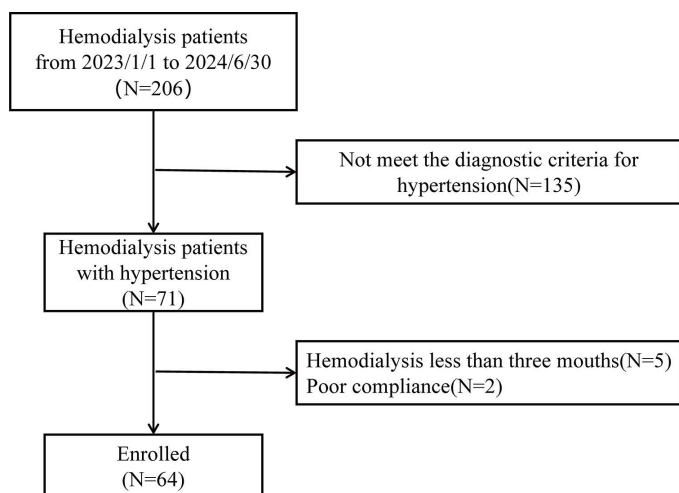 Hemodialysis patients
from 2023/1/1 to 2024/6/30
(N=206)
Not meet the diagnostic criteria for
hypertension(N=135)
Hemodialysis patients
with hypertension
(N=71)
Hemodialysis less than three mouths(N=5)
Poor compliance(N=2)
Enrolled
(N=64)